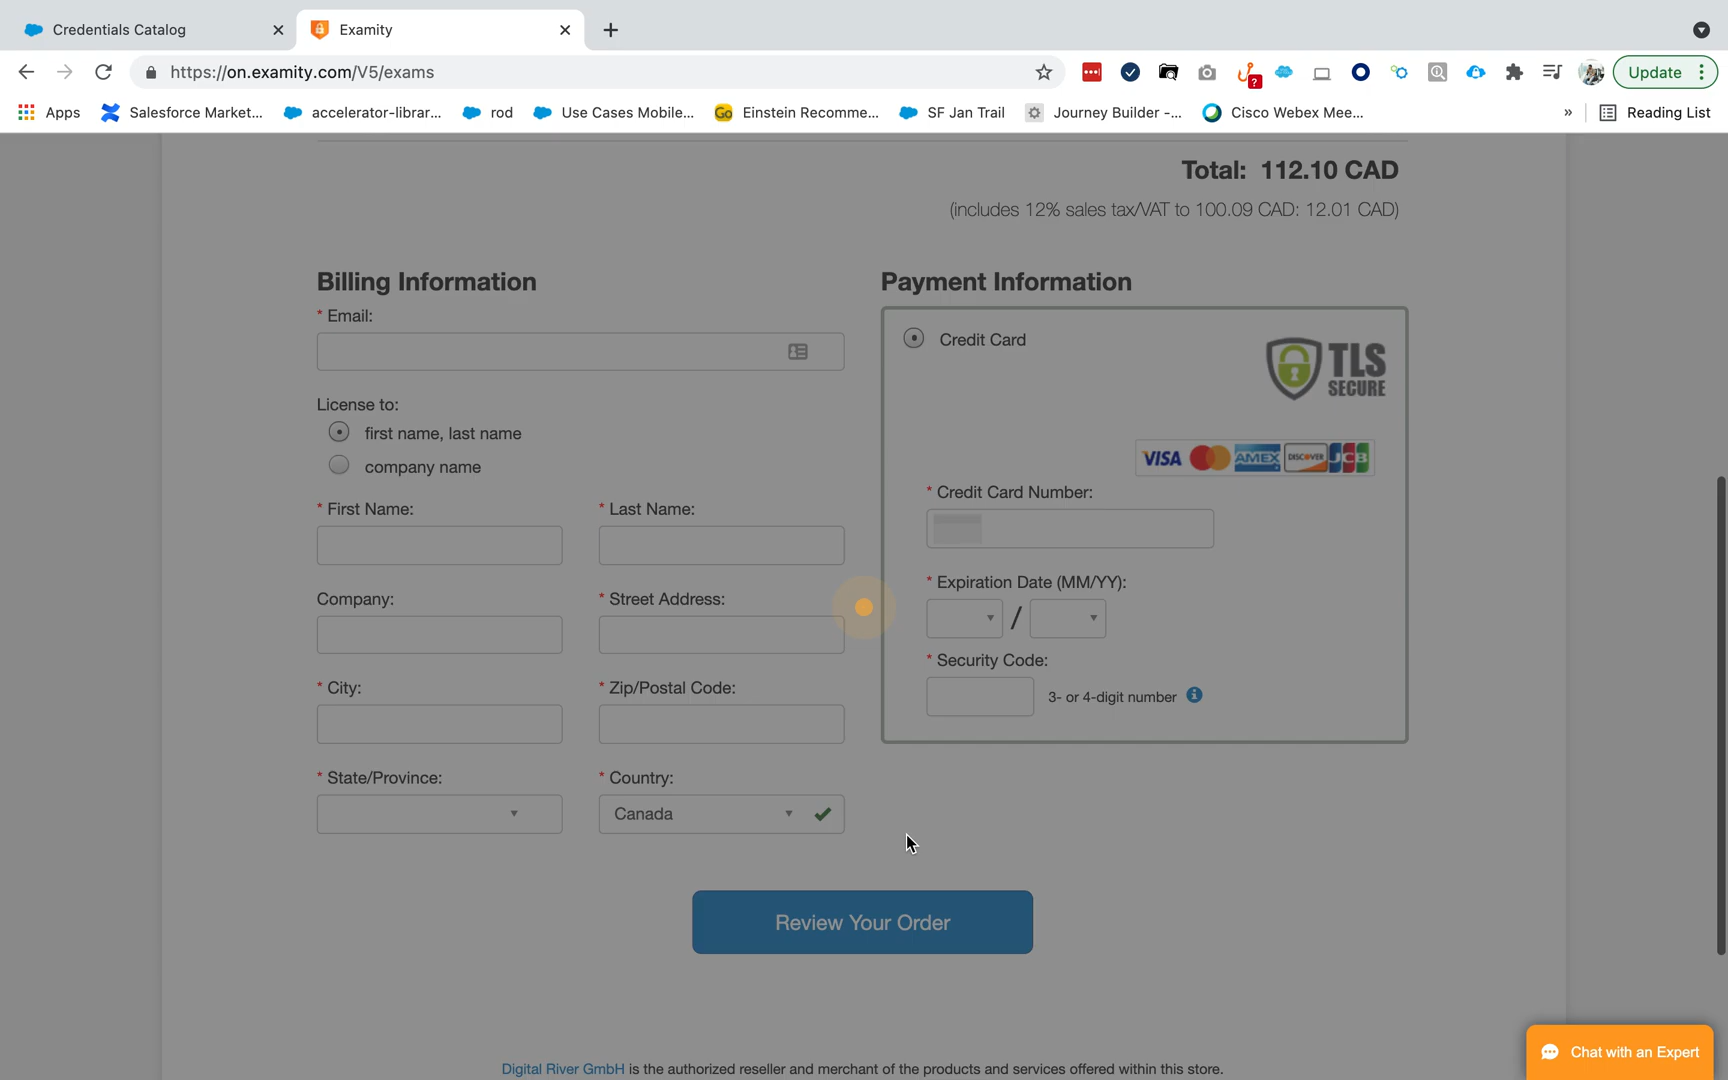 Credentials Catalog
Examity
https://on.examity.com/V5/exams
Update
Apps
Salesforce Market...
accelerator-librar...
rod
Use Cases Mobile...
Go
Einstein Recomme...
SF Jan Trail
Journey Builder -...
Cisco Webex Mee...
»
Reading List
Total: 112.10 CAD
(includes 12% sales tax/VAT to 100.09 CAD: 12.01 CAD)
Billing Information
Payment Information
* Email:
Credit Card
TLS
SECURE
License to:
first name, last name
company name
VISA
AMEX
DISCOVER
JCB
* Credit Card Number:
* First Name:
* Last Name:
* Expiration Date (MM/YY):
Company:
* Street Address:
/
* Security Code:
3- or 4-digit number
* City:
* Zip/Postal Code:
* State/Province:
* Country:
Canada
Review Your Order
Chat with an Expert
Digital River GmbH is the authorized reseller and merchant of the products and services offered within this store.